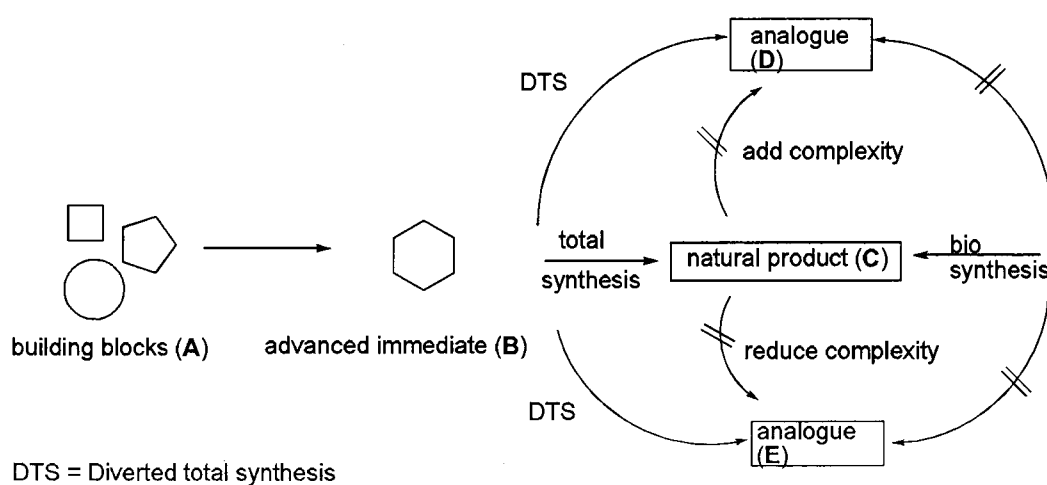 analogue
(D)
DTS
add complexity
total
synthesis
natural product (C)
bio
synthesis
building blocks (A)
advanced immediate (B)
reduce complexity
DTS
analogue
(E)
DTS = Diverted total synthesis